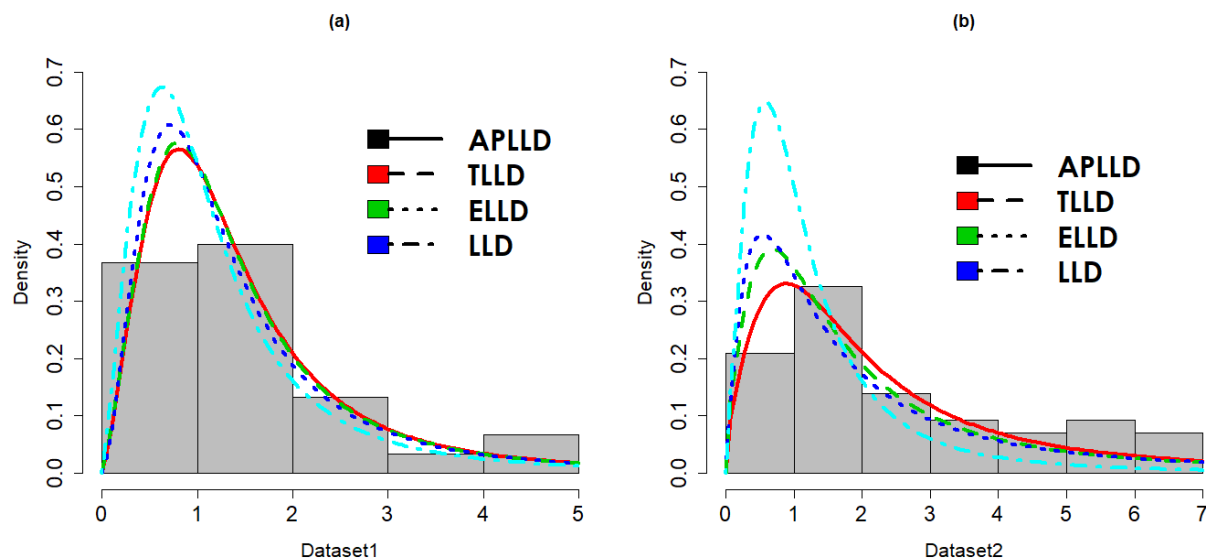 (a)
0.7
0.6
0.5
0.4
0.3
0.2
0.1
0.0
Density
APLLD
TLLD
ELLD
LLD
0 1 2 3 4 5
Dataset1
(b)
0.7
0.6
0.5
0.4
0.3
0.2
0.1
0.0
Density
APLLD
TLLD
ELLD
LLD
0 1 2 3 4 5 6 7
Dataset2